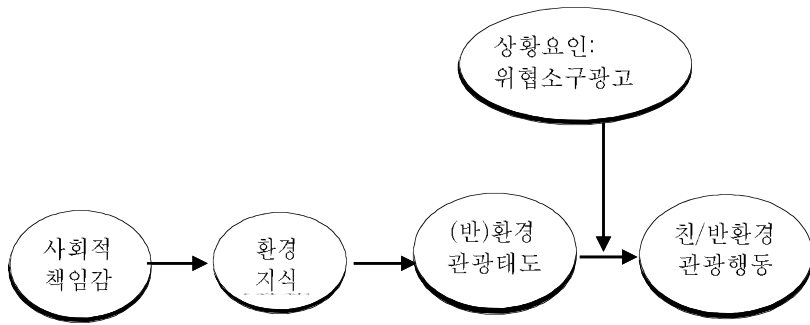 상황요인:
위협소구광고
사회적
책임감
환경
지식
(반)환경
관광태도
친/반환경
관광행동